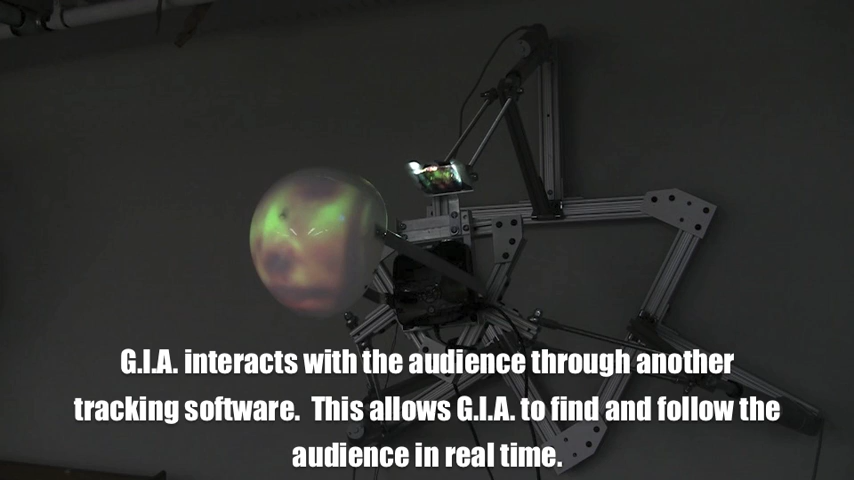 G.I.A. interacts with the audience through another
tracking software.  This allows G.I.A. to find and follow the
audience in real time.